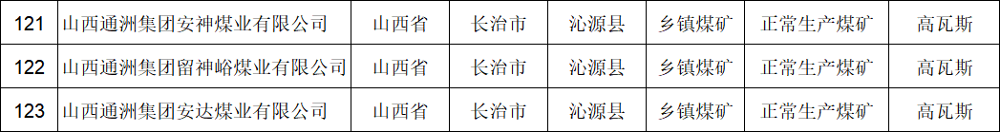 121 山西通洲集团安神煤业有限公司 山西省 长治市 沁源县 乡镇煤矿 正常生产煤矿 高瓦斯
122 山西通洲集团留神峪煤业有限公司 山西省 长治市 沁源县 乡镇煤矿 正常生产煤矿 高瓦斯
123 山西通洲集团安达煤业有限公司 山西省 长治市 沁源县 乡镇煤矿 正常生产煤矿 高瓦斯